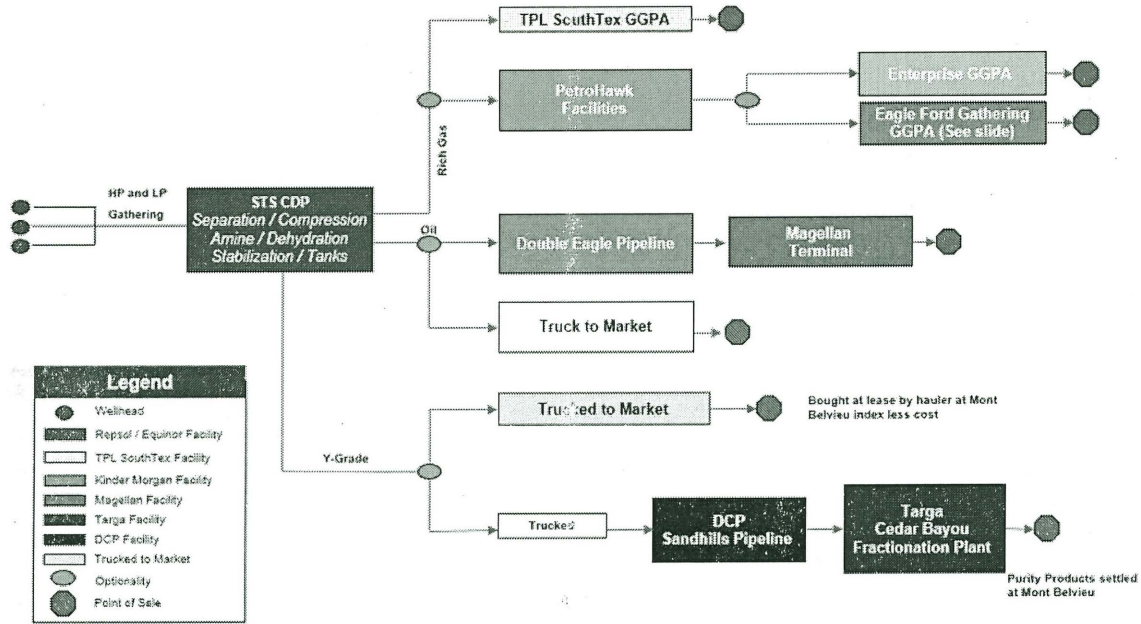 TPL SouthTex GGPA
Rich Gas
PetroHawk
Facilities
Enterprise GGPA
Eagle Ford Gathering
GGPA (See slide)
HP and LP
Gathering
STS CDP
Separation / Compression
Amine / Dehydration
Stabilization / Tanks
Oil
Double Eagle Pipeline
Magellan
Terminal
Truck to Market
Trucked to Market
Bought at lease by hauler at Mont
Belvieu index less cost
Y-Grade
Trucked
DCP
Sandhills Pipeline
Targa
Cedar Bayou
Fractionation Plant
Purity Products settled
at Mont Belvieu
Legend
Wellhead
Repsol / Equinor Facility
TPL SouthTex Facility
Kinder Morgan Facility
Magellan Facility
Targa Facility
DCP Facility
Trucked to Market
Optionality
Point of Sale